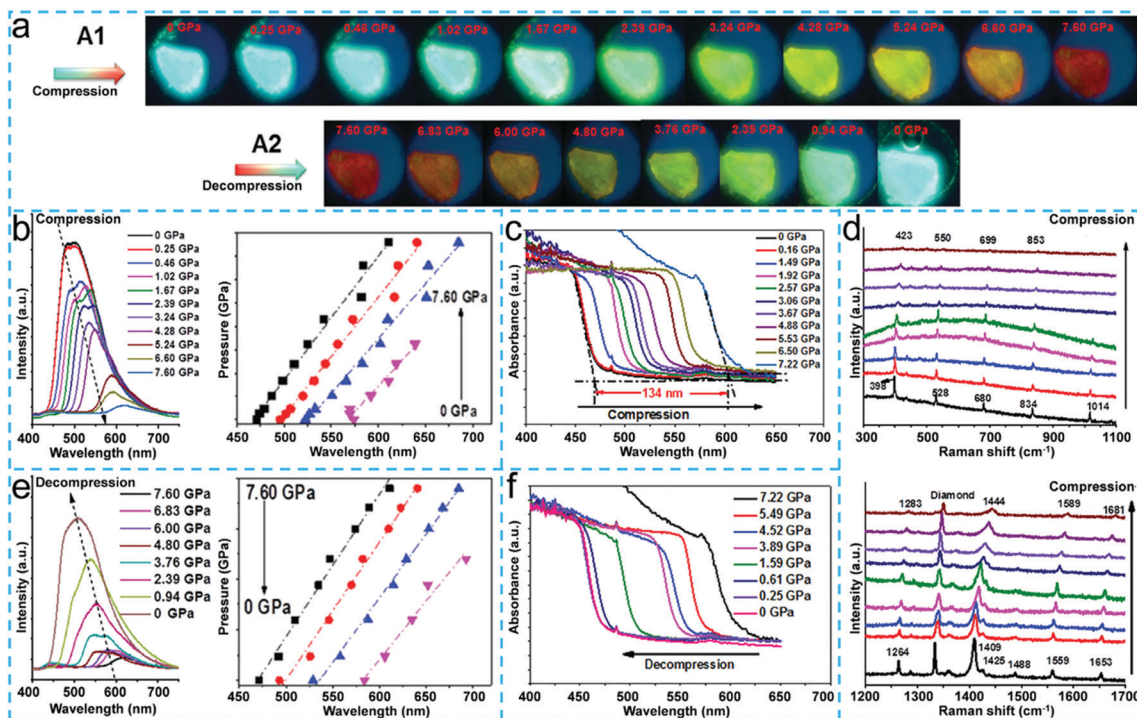 a
A1
Compression
0 GPa 0.25 GPa 0.46 GPa 1.02 GPa 1.67 GPa 2.39 GPa 3.24 GPa 4.28 GPa 5.24 GPa 6.60 GPa 7.60 GPa
A2
Decompression
7.60 GPa 6.83 GPa 6.00 GPa 4.80 GPa 3.76 GPa 2.39 GPa 0.94 GPa 0 GPa
b
Compression
0 GPa
0.25 GPa
0.46 GPa
1.02 GPa
1.67 GPa
2.39 GPa
3.24 GPa
4.28 GPa
5.24 GPa
6.60 GPa
7.60 GPa
Intensity (a.u.)
400 500 600 700
Wavelength (nm)
Pressure (GPa)
7.60 GPa
0 GPa
450 500 550 600 650 700
Wavelength (nm)
c
0 GPa
0.16 GPa
1.49 GPa
1.92 GPa
2.57 GPa
3.06 GPa
3.67 GPa
4.88 GPa
5.53 GPa
6.50 GPa
7.22 GPa
Absorbance (a.u.)
134 nm
Compression
400 450 500 550 600 650 700
Wavelength (nm)
d
Compression
423 550 699 853
Intensity (a.u.)
398 528 680 834 1014
300 500 700 900 1100
Raman shift (cm-1)
e
Decompression
7.60 GPa
6.83 GPa
6.00 GPa
4.80 GPa
3.76 GPa
2.39 GPa
0.94 GPa
0 GPa
Intensity (a.u.)
400 500 600 700
Wavelength (nm)
Pressure (GPa)
7.60 GPa
0 GPa
450 500 550 600 650 700
Wavelength (nm)
f
7.22 GPa
5.49 GPa
4.52 GPa
3.89 GPa
1.59 GPa
0.61 GPa
0.25 GPa
0 GPa
Absorbance (a.u.)
Decompression
400 450 500 550 600 650 700
Wavelength (nm)
Compression
1283 Diamond 1444 1589 1681
Intensity (a.u.)
1264 1409 1425 1488 1559 1653
1200 1300 1400 1500 1600 1700
Raman shift (cm-1)